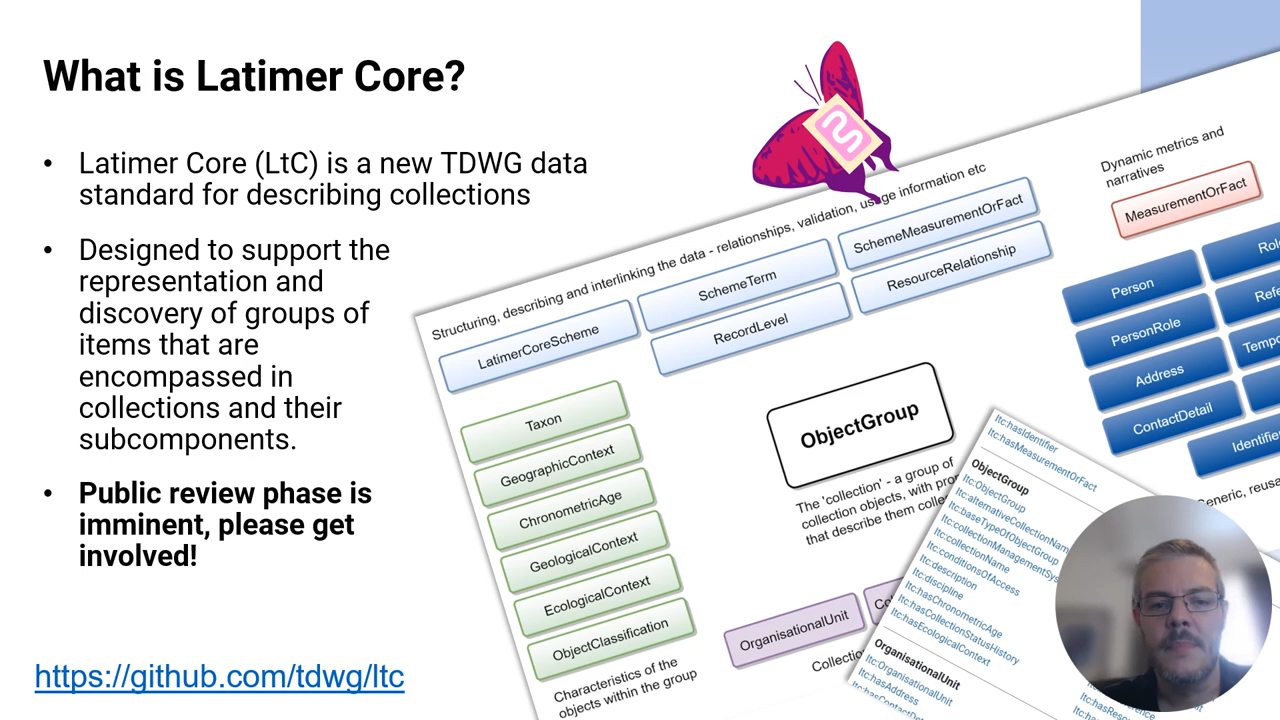 What is Latimer Core?
• Latimer Core (LtC) is a new TDWG data
standard for describing collections
• Designed to support the
representation and
discovery of groups of
items that are
encompassed in
collections and their
subcomponents.
• Public review phase is
imminent, please get
involved!
https://github.com/tdwg/ltc
Structuring, describing and interlinking the data - relationships, validation, usage information etc
LatimerCoreScheme
SchemeTerm
SchemeMeasurementOrFact
RecordLevel
ResourceRelationship
Dynamic metrics and
narratives
MeasurementOrFact
Person
PersonRole
Address
ContactDetail
Taxon
GeographicContext
ChronometricAge
GeologicalContext
EcologicalContext
ObjectClassification
Characteristics of the
objects within the group
ObjectGroup
The 'collection' - a group of
collection objects, with
that describe them
OrganisationalUnit
ltc:hasIdentifier
ltc:hasMeasurementOrFact
ObjectGroup
ltc:ObjectGroup
ltc:alternativeCollectionNam
ltc:baseTypeOfObjectGroup
ltc:collectionManagementSys
ltc:collectionName
ltc:conditionsOfAccess
ltc:description
ltc:discipline
ltc:hasChronometricAge
ltc:hasCollectionStatusHistory
ltc:hasEcologicalContext
OrganisationalUnit
ltc:OrganisationalUnit
ltc:hasAddress